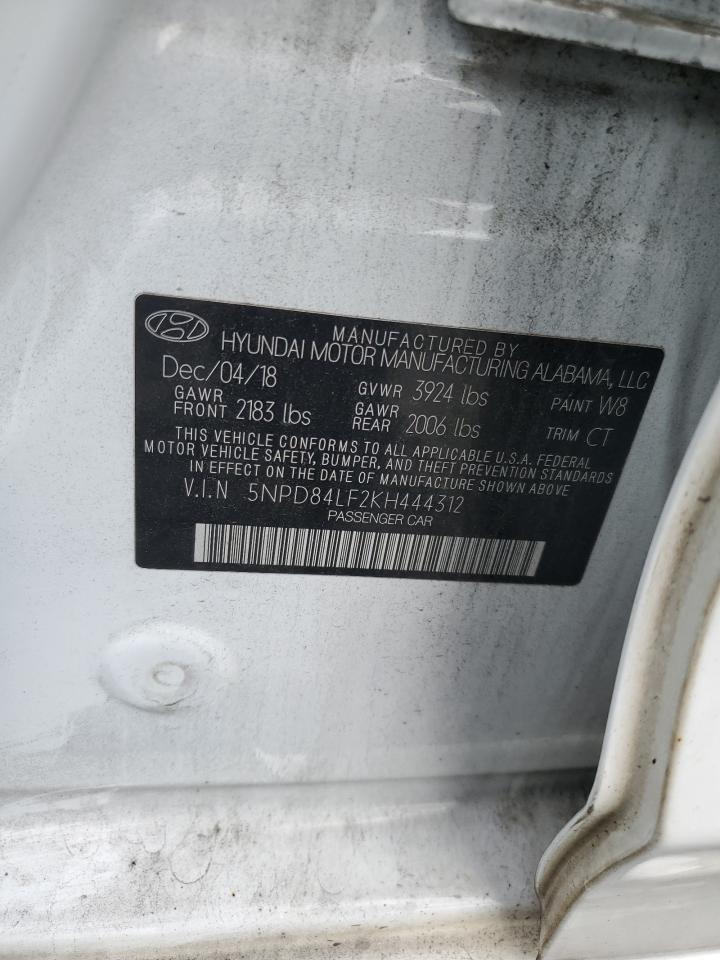 MANUFACTURED BY
HYUNDAI MOTOR MANUFACTURING ALABAMA, LLC
Dec/04/18 GVWR 3924 lbs PAINT W8
GAWR FRONT 2183 lbs GAWR REAR 2006 lbs TRIM CT
THIS VEHICLE CONFORMS TO ALL APPLICABLE U.S.A. FEDERAL
MOTOR VEHICLE SAFETY, BUMPER, AND THEFT PREVENTION STANDARDS
IN EFFECT ON THE DATE OF MANUFACTURE SHOWN ABOVE
V.I.N 5NPD84LF2KH444312
PASSENGER CAR